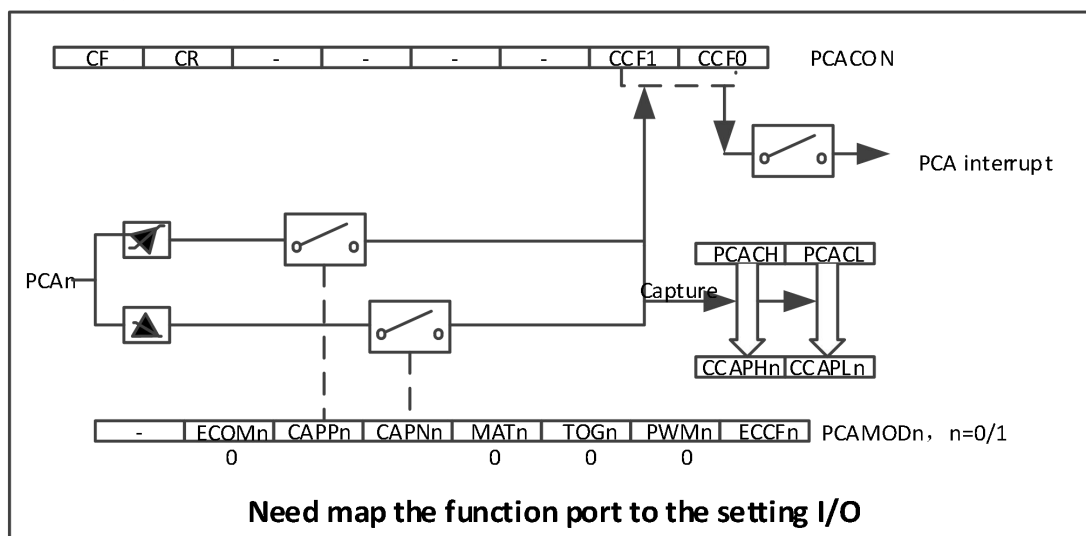 CF CR - - - - CCF1 CCF0 PCACON
PCA interrupt
PCACH PCACL
PCAn
Capture
CCAPHn CCAPLn
- ECOMn CAPPn CAPNn MATn TOGn PWMn ECCFn PCAMODn，n=0/1
0 0 0 0
Need map the function port to the setting I/O